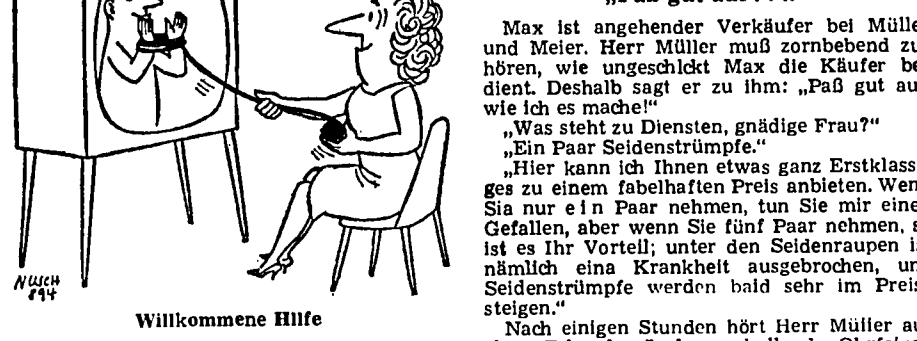 NUSCH
894
Willkommene Hilfe
Max ist angehender Verkäufer bei Mülle
und Meier. Herr Müller muß zornbebend zu
hören, wie ungeschickt Max die Käufer be
dient. Deshalb sagt er zu ihm: „Paß gut au
wie ich es mache!“
„Was steht zu Diensten, gnädige Frau?“
„Ein Paar Seidenstrümpfe.“
„Hier kann ich Ihnen etwas ganz Erstklass
ges zu einem fabelhaften Preis anbieten. Wen
Sia nur ein Paar nehmen, tun Sie mir eine
Gefallen, aber wenn Sie fünf Paar nehmen, s
ist es Ihr Vorteil; unter den Seidenraupen i
nämlich eina Krankheit ausgebrochen, un
Seidenstrümpfe werden bald sehr im Preis
steigen.“
Nach einigen Stunden hört Herr Müller au